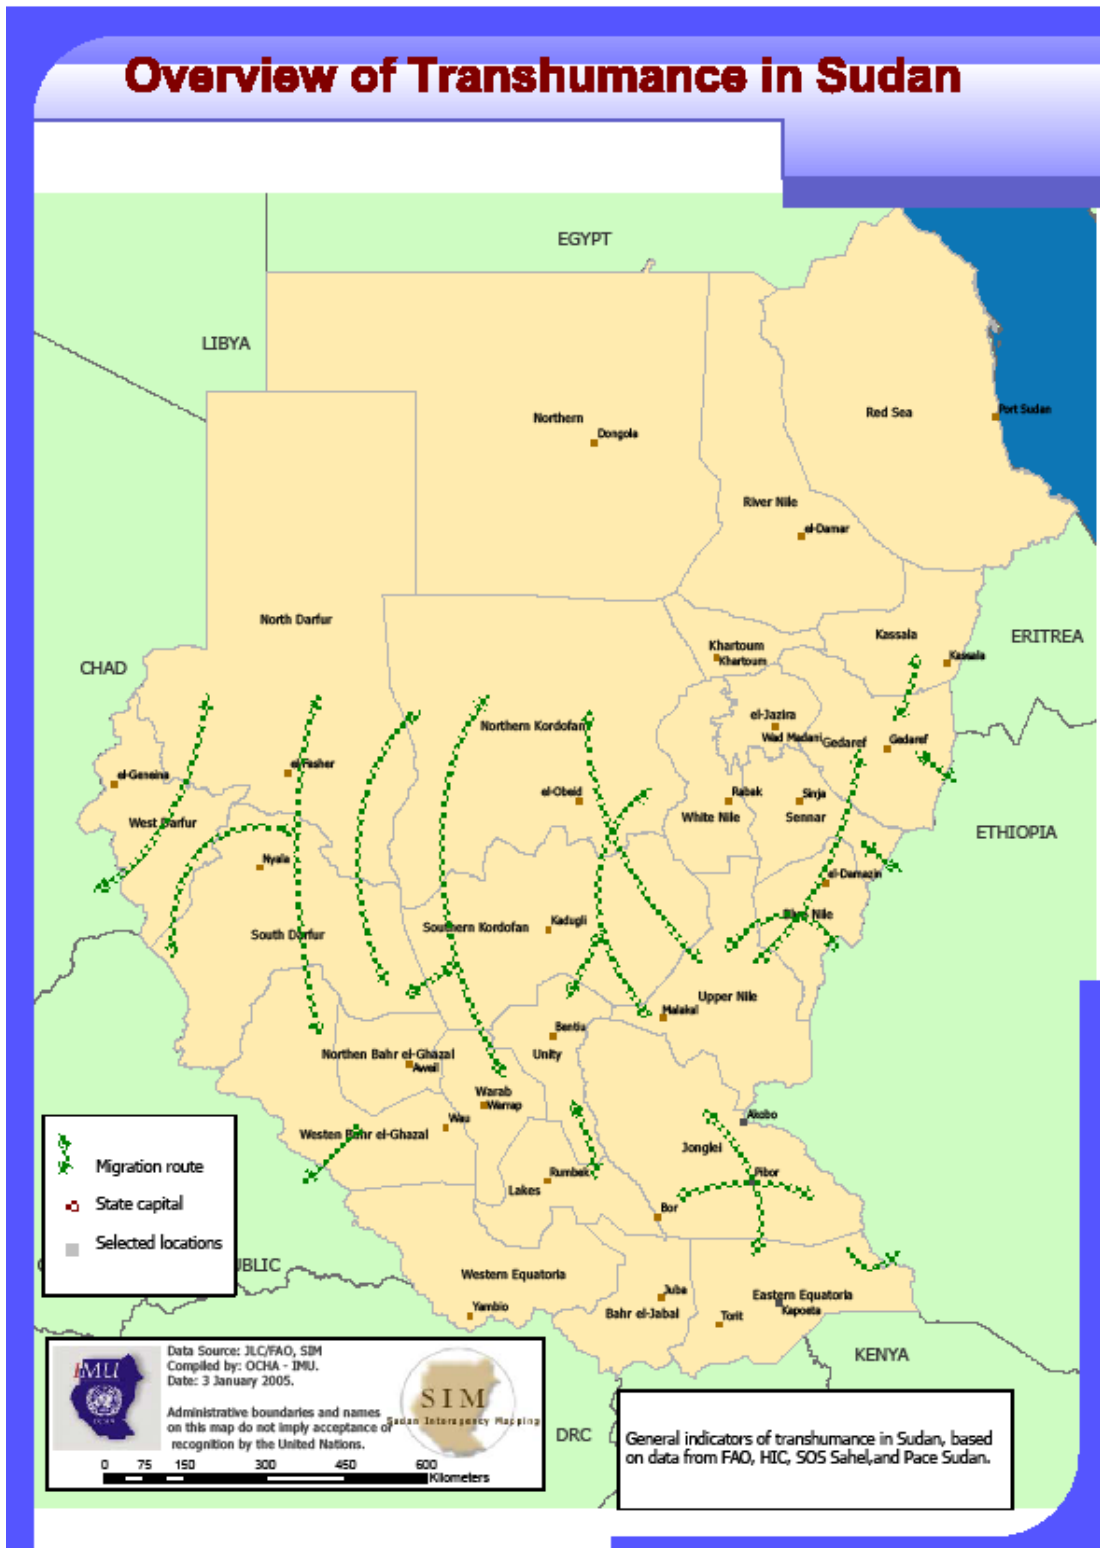 Overview of Transhumance in Sudan
EGYPT
LIBYA
Northern
Dongola
Red Sea
Port Sudan
River Nile
el-Damar
North Darfur
CHAD
Khartoum
Khartoum
Kassala
Kassala
ERITREA
Northern Kordofan
el-Jazira
Wad Madani
Gedaref
Gedaref
el-Geneina
el-Fasher
el-Obeid
Rabak
Sinja
West Darfur
White Nile
Sennar
ETHIOPIA
Nyala
el-Damazin
South Darfur
Southern Kordofan
Kadugli
Blue Nile
Upper Nile
Malakal
Bentiu
Unity
Northen Bahr el-Ghazal
Aweil
Warab
Warrap
Wau
Westen Bahr el-Ghazal
Akobo
Jonglei
Pibor
Rumbek
Lakes
Bor
Migration route
State capital
Selected locations
C
UBLIC
Western Equatoria
Yambio
Juba
Bahr el-Jabal
Eastern Equatoria
Kapoeta
Torit
KENYA
DRC
IMU
OCHA
Data Source: JLC/FAO, SIM
Compiled by: OCHA - IMU.
Date: 3 January 2005.
Administrative boundaries and names
on this map do not imply acceptance or
recognition by the United Nations.
SIM
Sudan Interagency Mapping
0 75 150 300 450 600
Kilometers
General indicators of transhumance in Sudan, based
on data from FAO, HIC, SOS Sahel,and Pace Sudan.